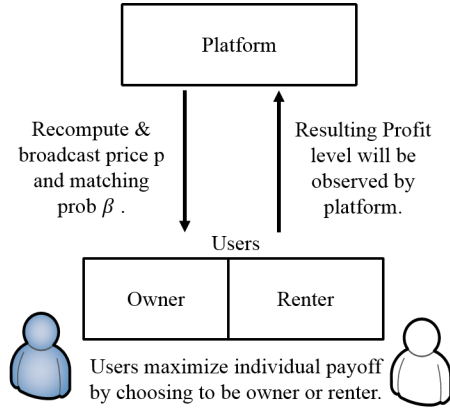 Platform
Recompute &
broadcast price p
and matching
prob β .
Resulting Profit
level will be
observed by
platform.
Users
Owner
Renter
Users maximize individual payoff
by choosing to be owner or renter.